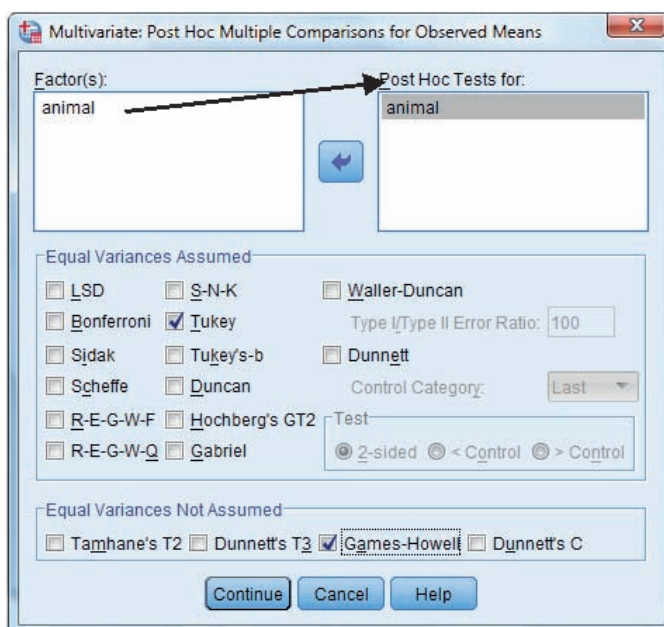 Multivariate: Post Hoc Multiple Comparisons for Observed Means
Factor(s):
Post Hoc Tests for:
animal
animal
Equal Variances Assumed
LSD S-N-K Waller-Duncan
Bonferroni Tukey Type I/Type II Error Ratio: 100
Sidak Tukey's-b Dunnett
Scheffe Duncan Control Category: Last
R-E-G-W-F Hochberg's GT2 Test
R-E-G-W-Q Gabriel 2-sided < Control > Control
Equal Variances Not Assumed
Tamhane's T2 Dunnett's T3 Games-Howell Dunnett's C
Continue Cancel Help